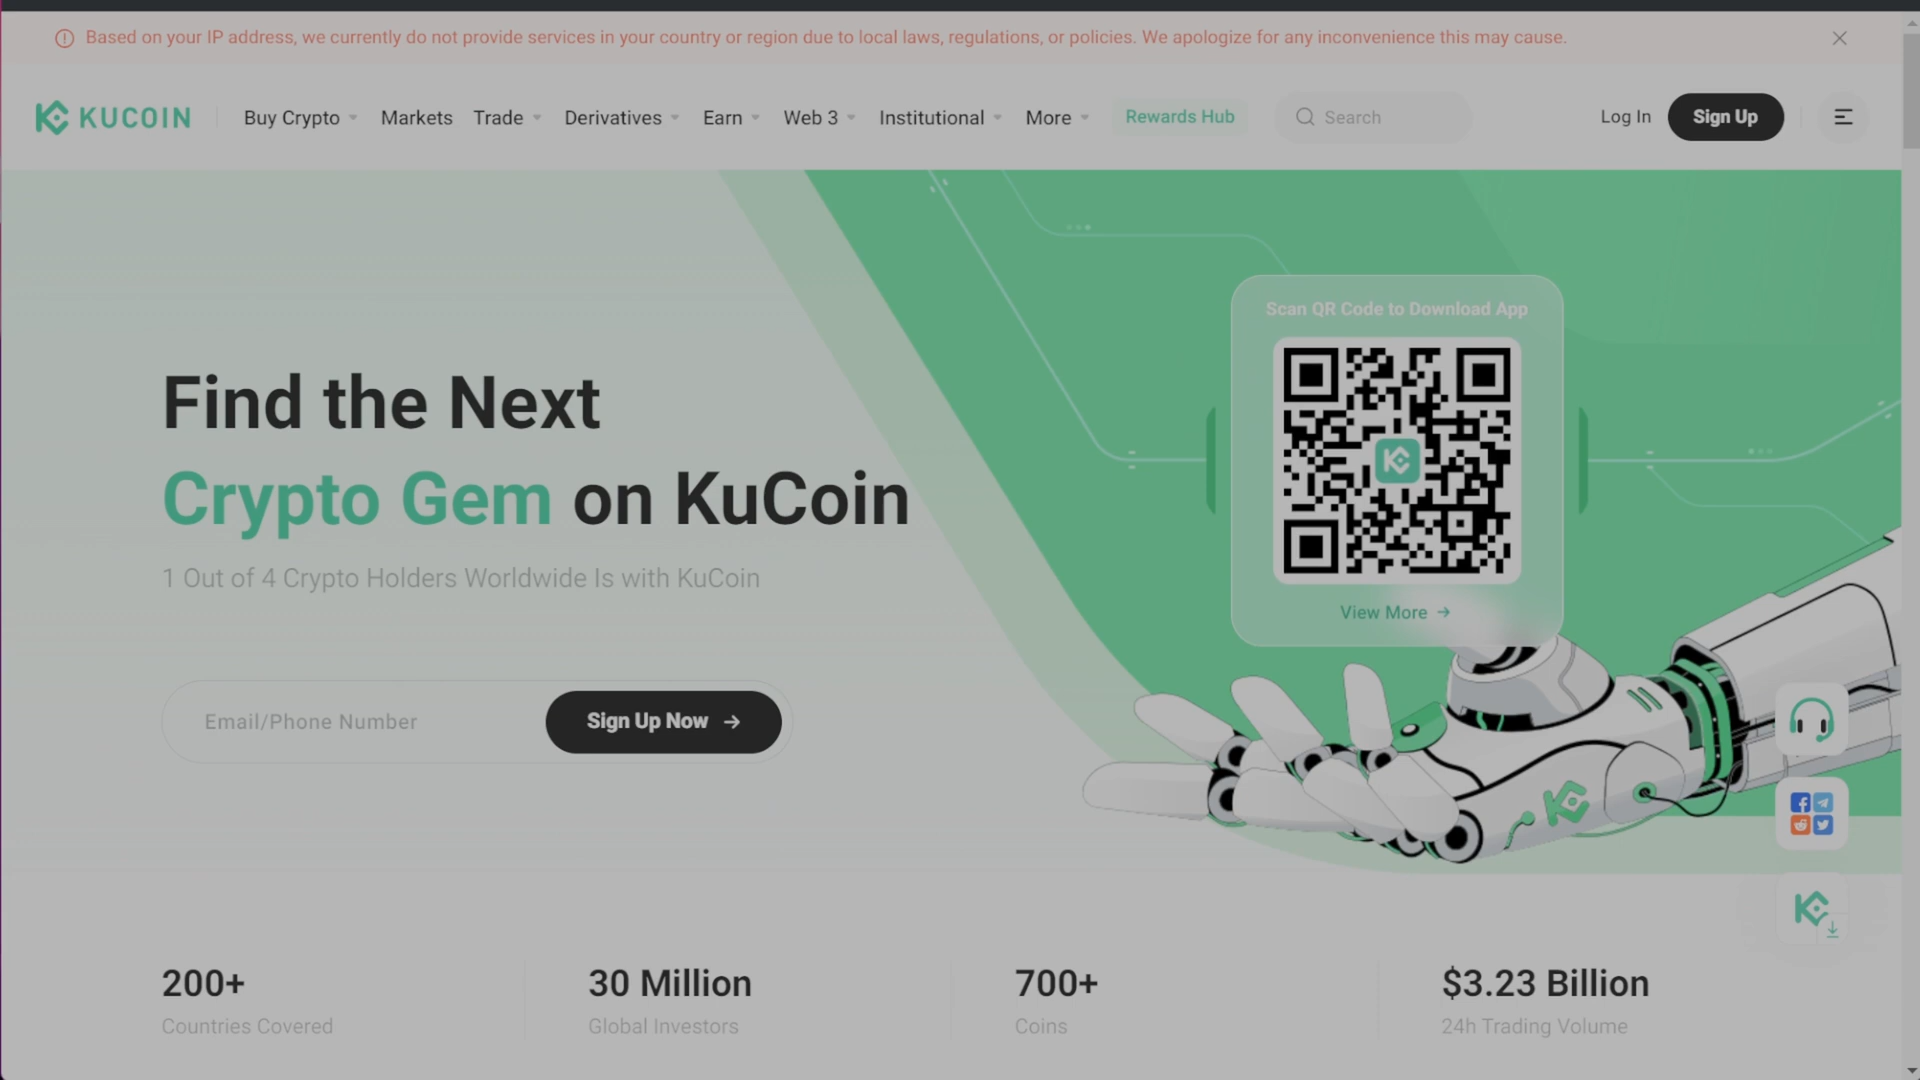 Based on your IP address, we currently do not provide services in your country or region due to local laws, regulations, or policies. We apologize for any inconvenience this may cause.
KUCOIN
Buy Crypto
Markets
Trade
Derivatives
Earn
Web 3
Institutional
More
Rewards Hub
Search
Log In
Sign Up
Scan QR Code to Download App
View More
Find the Next
Crypto Gem on KuCoin
1 Out of 4 Crypto Holders Worldwide Is with KuCoin
Email/Phone Number
Sign Up Now
200+
Countries Covered
30 Million
Global Investors
700+
Coins
$3.23 Billion
24h Trading Volume